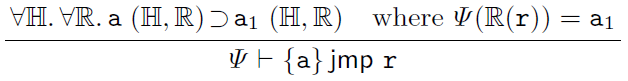 ∀ℍ. ∀ℝ. a (ℍ, ℝ) ⊃ a₁ (ℍ, ℝ) where Ψ(ℝ(r)) = a₁
Ψ ⊢ {a} jmp r